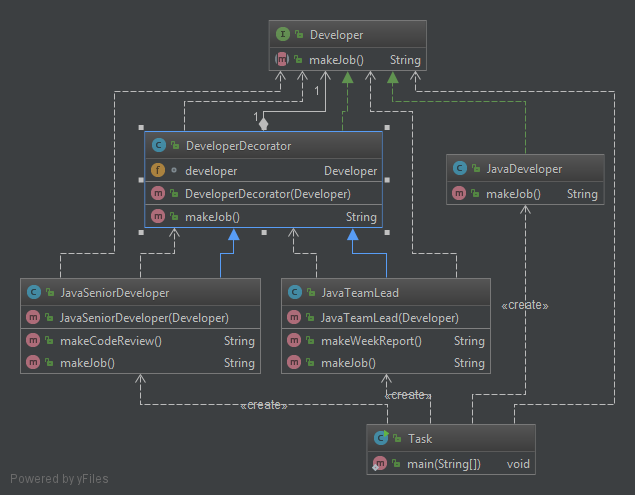 I Developer
m makeJob() String
1
1
C DeveloperDecorator
f developer Developer
m DeveloperDecorator(Developer)
m makeJob() String
C JavaDeveloper
m makeJob() String
C JavaSeniorDeveloper
m JavaSeniorDeveloper(Developer)
m makeCodeReview() String
m makeJob() String
C JavaTeamLead
m JavaTeamLead(Developer)
m makeWeekReport() String
m makeJob() String
«create»
«create»
«create»
C Task
m main(String[]) void
Powered by yFiles